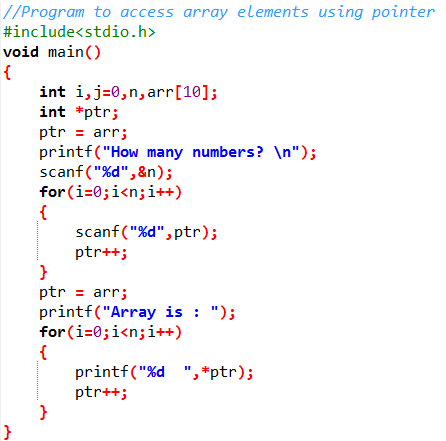 //Program to access array elements using pointer
#include<stdio.h>
void main()
{
    int i,j=0,n,arr[10];
    int *ptr;
    ptr = arr;
    printf("How many numbers? \n");
    scanf("%d",&n);
    for(i=0;i<n;i++)
    {
        scanf("%d",ptr);
        ptr++;
    }
    ptr = arr;
    printf("Array is : ");
    for(i=0;i<n;i++)
    {
        printf("%d  ",*ptr);
        ptr++;
    }
}